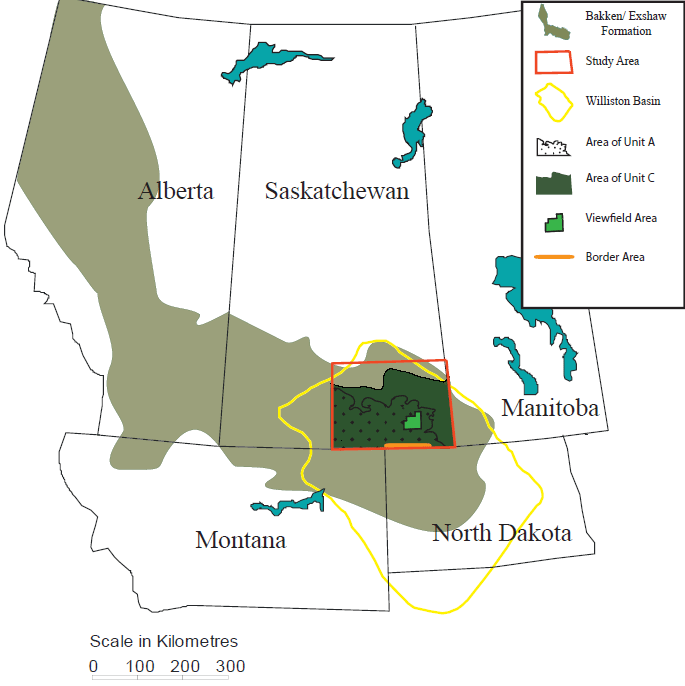 Bakken/ Exshaw
Formation
Study Area
Williston Basin
Area of Unit A
Area of Unit C
Viewfield Area
Border Area
Alberta
Saskatchewan
Manitoba
Montana
North Dakota
Scale in Kilometres
0 100 200 300